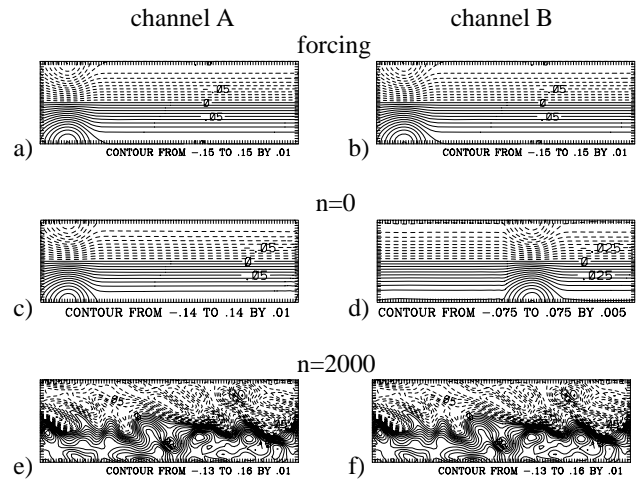 channel A channel B
forcing
.05 .05
0 0
.05 .05
a) CONTOUR FROM -.15 TO .15 BY .01 b) CONTOUR FROM -.15 TO .15 BY .01
n=0
-.05 -.025
0 0
.05 .025
c) CONTOUR FROM -.14 TO .14 BY .01 d) CONTOUR FROM -.075 TO .075 BY .005
n=2000
e) CONTOUR FROM -.13 TO .16 BY .01 f) CONTOUR FROM -.13 TO .16 BY .01